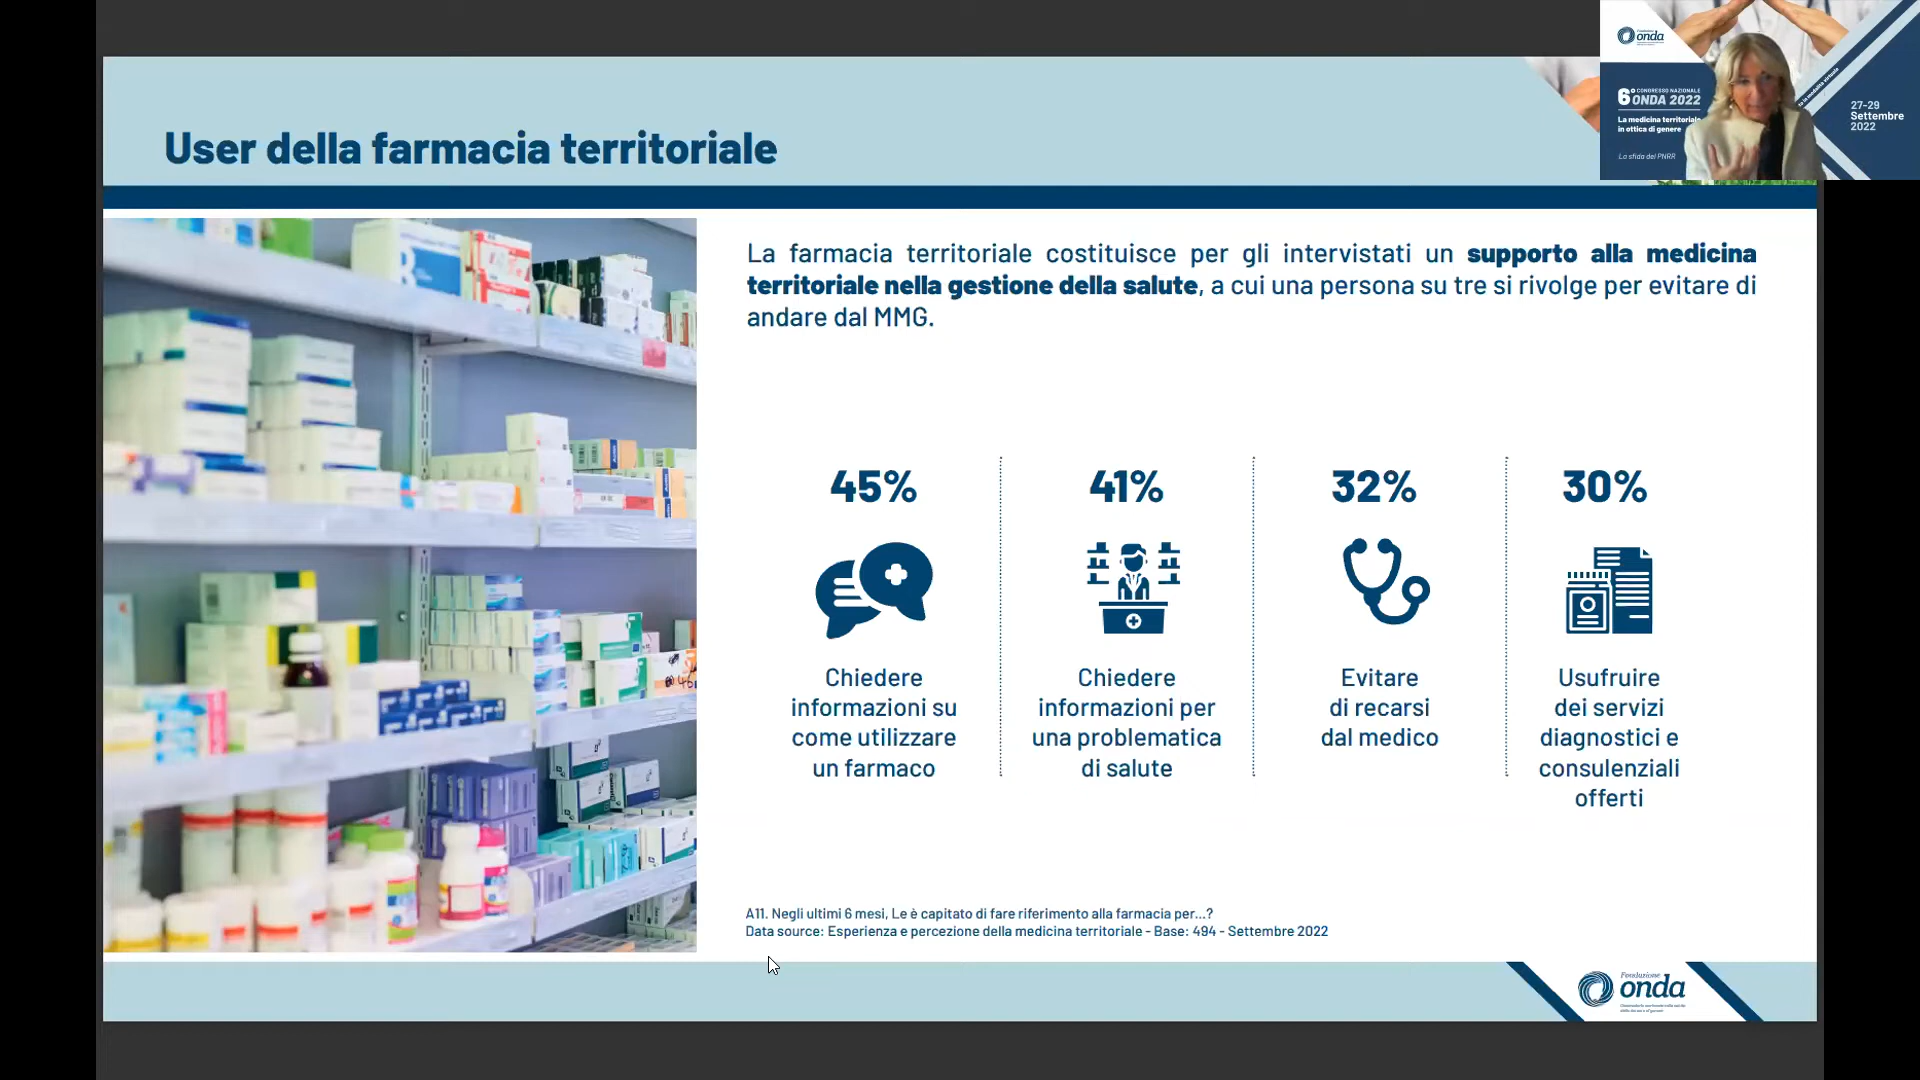 User della farmacia territoriale
Fondazione
onda
6° CONGRESSO NAZIONALE
ONDA 2022
La medicina territoriale
in ottica di genere
La sfida del PNRR
27-29
Settembre
2022
La farmacia territoriale costituisce per gli intervistati un supporto alla medicina
territoriale nella gestione della salute, a cui una persona su tre si rivolge per evitare di
andare dal MMG.
45%
Chiedere
informazioni su
come utilizzare
un farmaco
41%
Chiedere
informazioni per
una problematica
di salute
32%
Evitare
di recarsi
dal medico
30%
Usufruire
dei servizi
diagnostici e
consulenziali
offerti
A11. Negli ultimi 6 mesi, Le è capitato di fare riferimento alla farmacia per...?
Data source: Esperienza e percezione della medicina territoriale - Base: 494 - Settembre 2022
Fondazione
onda